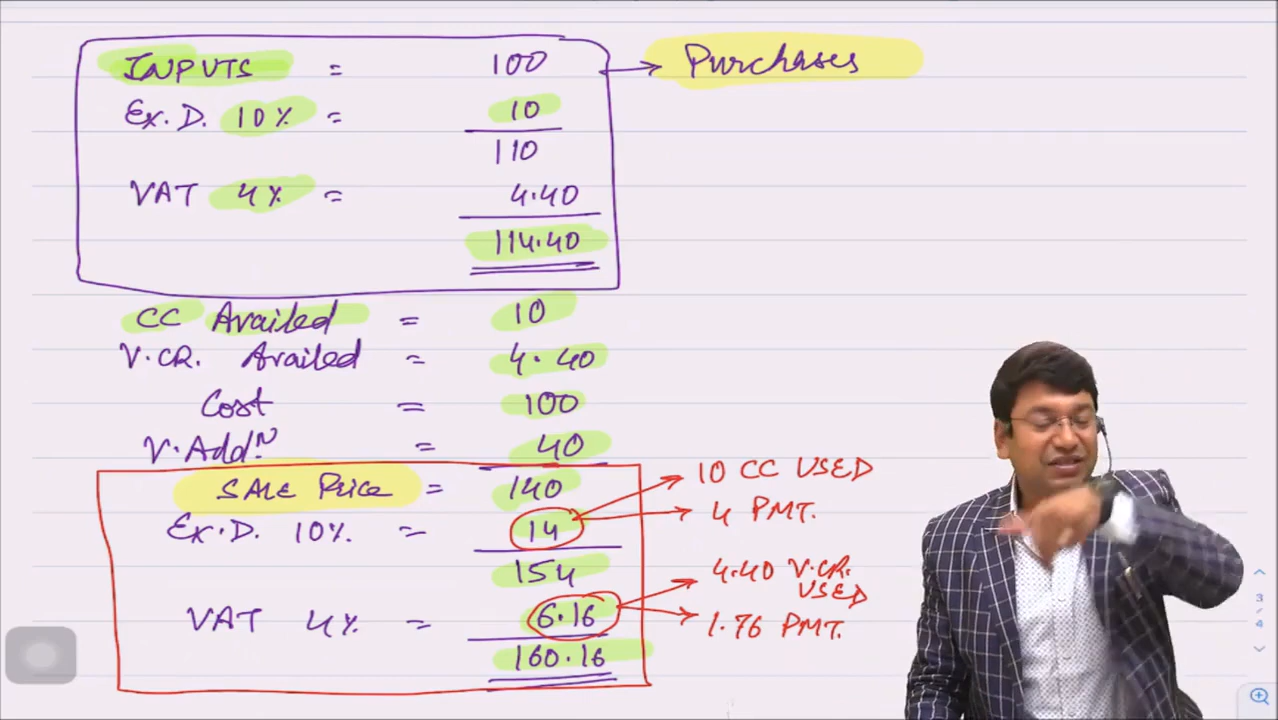 INPUTS = 100 → Purchases
Ex.D. 10% = 10
110
VAT 4% = 4.40
114.40
CC Availed = 10
V.CR. Availed = 4.40
Cost = 100
V.Addn = 40
SALE Price = 140
10 CC USED
Ex.D. 10% = 14
4 PMT.
154
4.40 V.CR. USED
VAT 4% = 6.16
1.76 PMT.
160.16
3
4